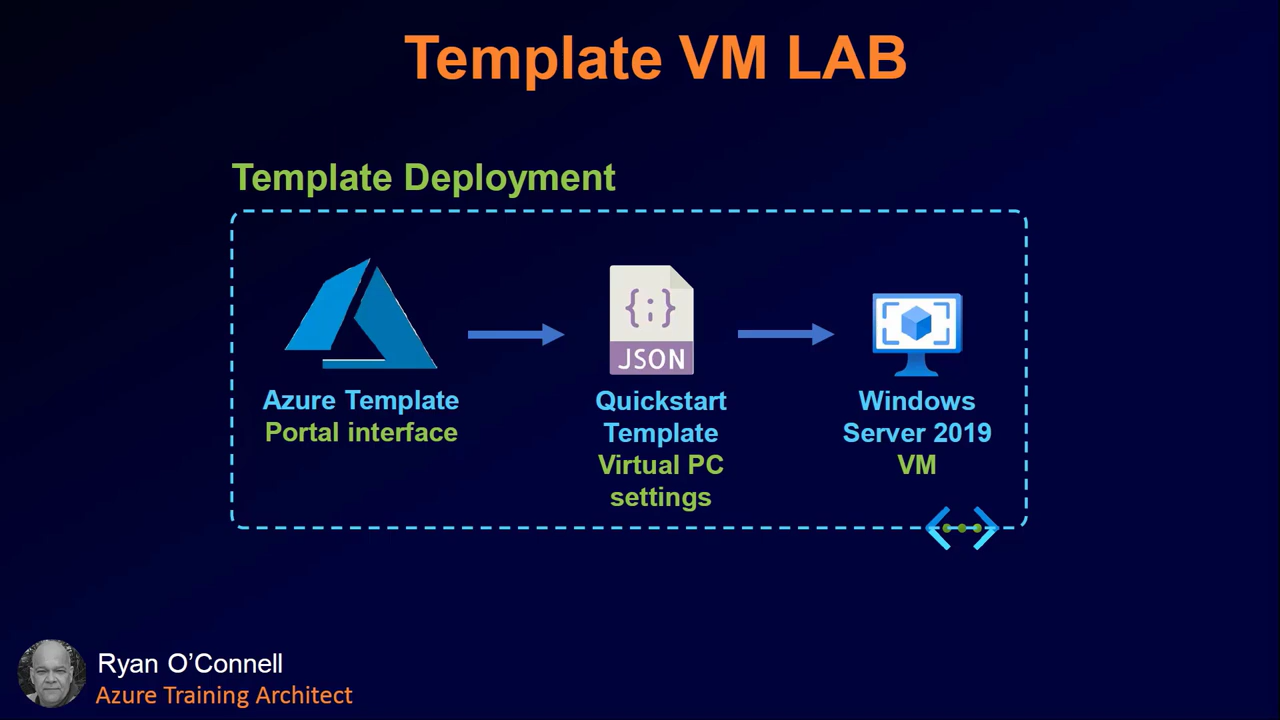 Template VM LAB
Template Deployment
Azure Template
Portal interface
{;}
JSON
Quickstart
Template
Virtual PC
settings
Windows
Server 2019
VM
Ryan O’Connell
Azure Training Architect